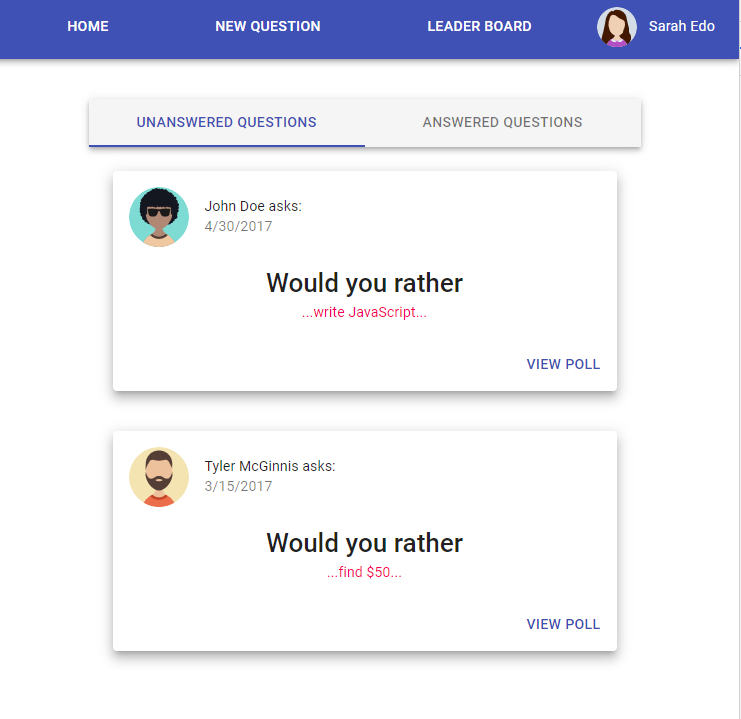 HOME NEW QUESTION LEADER BOARD Sarah Edo
UNANSWERED QUESTIONS ANSWERED QUESTIONS
John Doe asks:
4/30/2017
Would you rather
...write JavaScript...
VIEW POLL
Tyler McGinnis asks:
3/15/2017
Would you rather
...find $50...
VIEW POLL